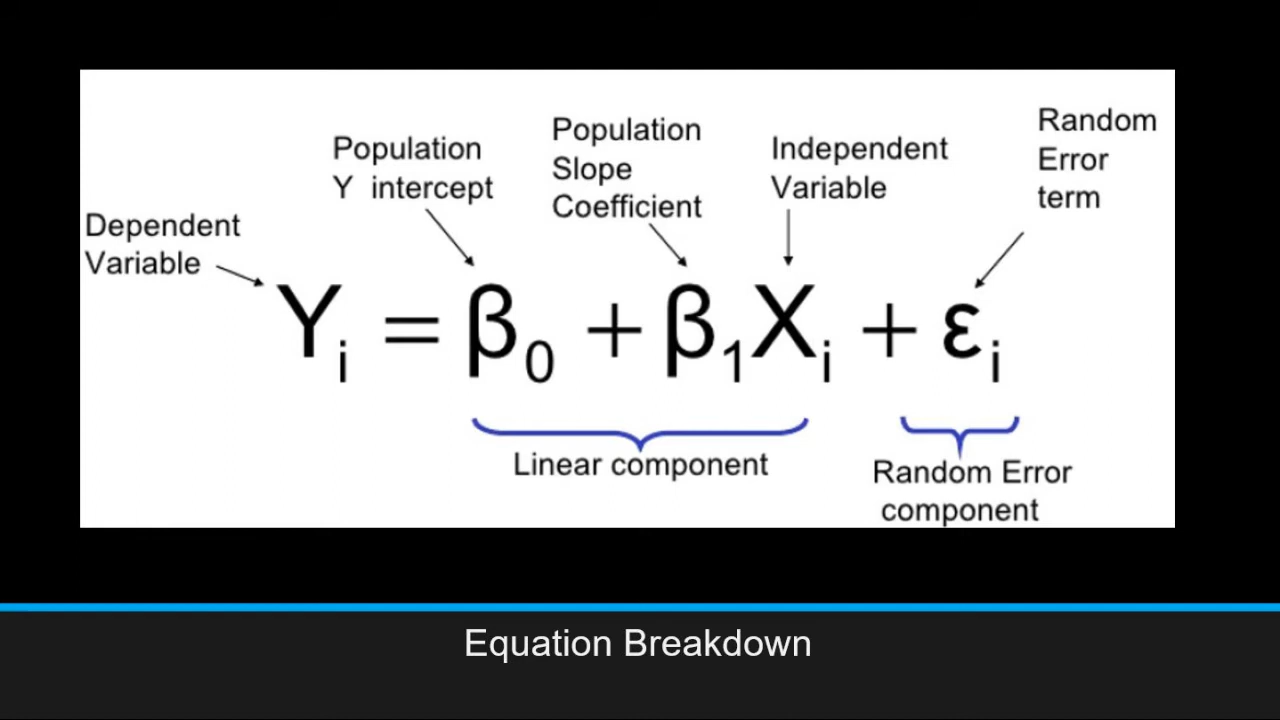 Dependent
Variable
Population
Y intercept
Population
Slope
Coefficient
Independent
Variable
Random
Error
term
Yᵢ = β₀ + β₁Xᵢ + εᵢ
Linear component
Random Error
component
Equation Breakdown